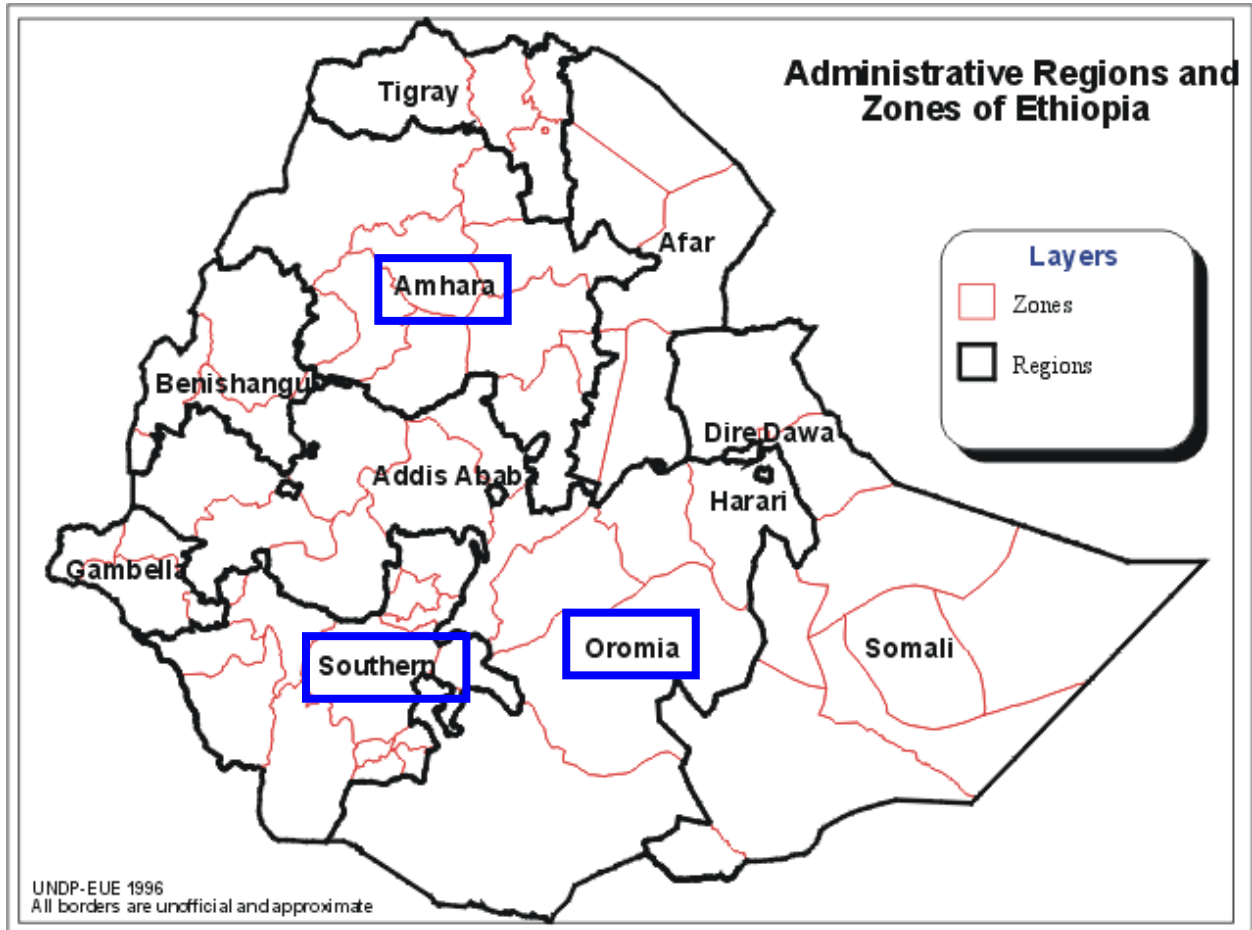 Administrative Regions and
Zones of Ethiopia
Tigray
Afar
Layers
Amhara
Zones
Regions
Benishangu
Dire Dawa
Addis Abab
Harari
Gambella
Southern
Oromia
Somali
UNDP-EUE 1996
All borders are unofficial and approximate